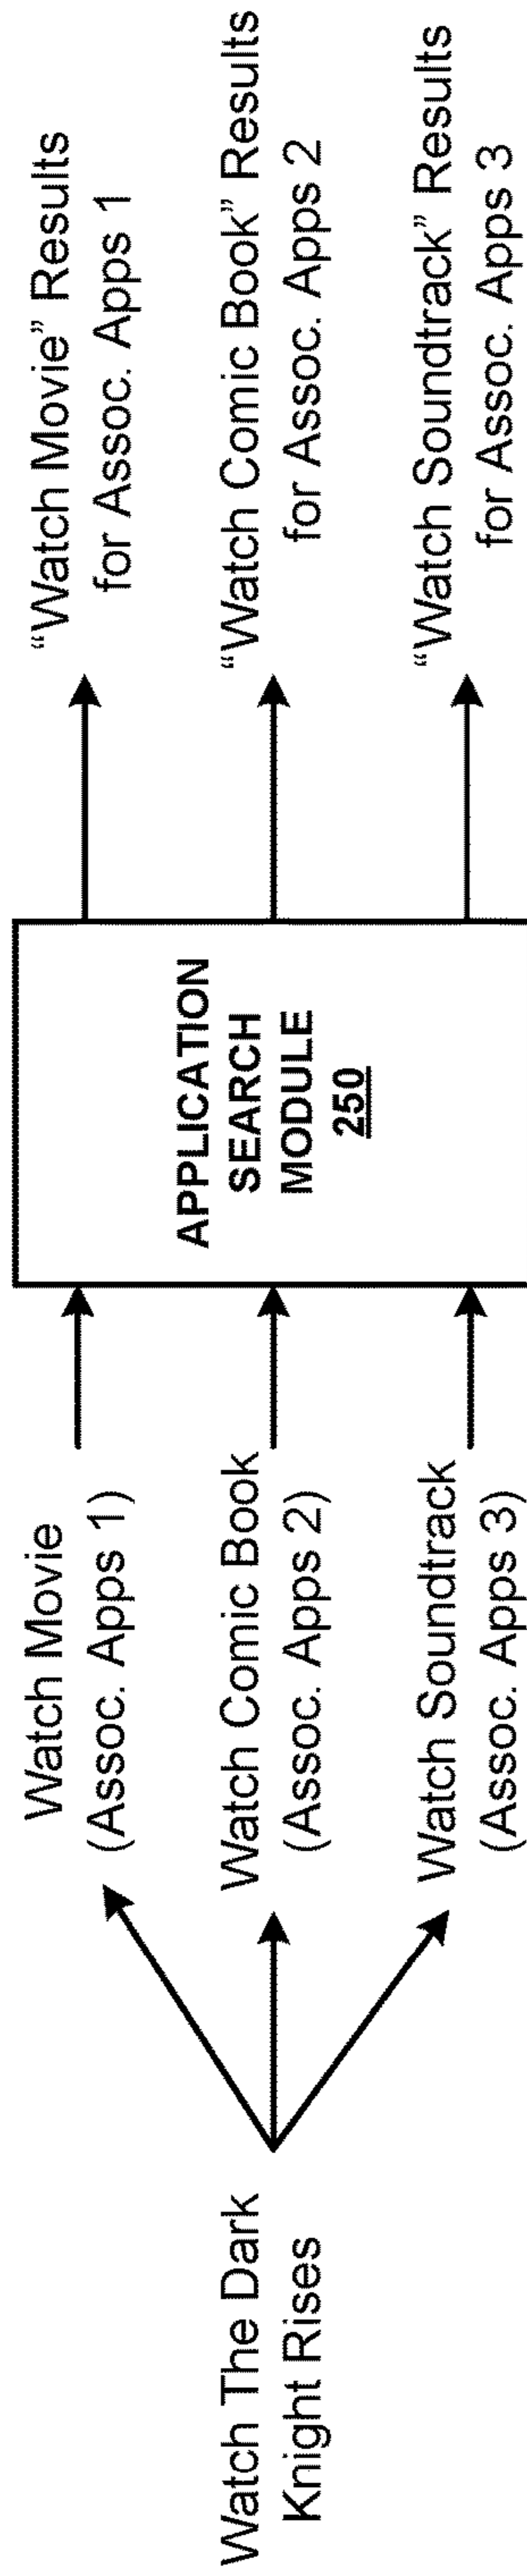 Watch The Dark
Knight Rises
Watch Movie
(Assoc. Apps 1)
Watch Comic Book
(Assoc. Apps 2)
Watch Soundtrack
(Assoc. Apps 3)
APPLICATION
SEARCH
MODULE
250
“Watch Movie” Results
for Assoc. Apps 1
“Watch Comic Book” Results
for Assoc. Apps 2
“Watch Soundtrack” Results
for Assoc. Apps 3